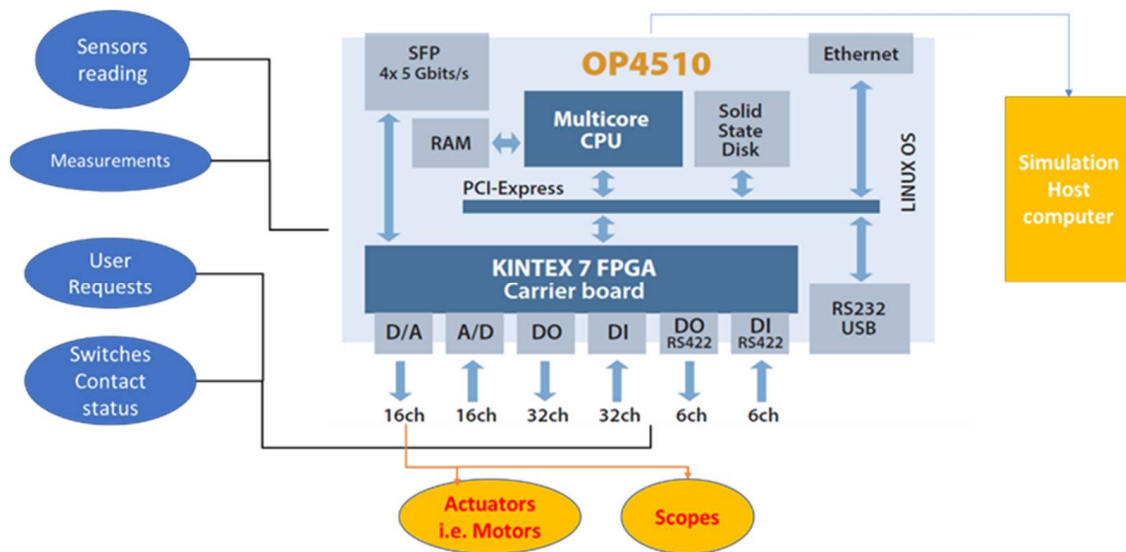 Sensors
reading
Measurements
User
Requests
Switches
Contact
status
SFP
4x 5 Gbits/s
OP4510
Ethernet
RAM
Multicore
CPU
Solid
State
Disk
PCI-Express
LINUX OS
KINTEX 7 FPGA
Carrier board
RS232
USB
D/A
A/D
DO
DI
DO
RS422
DI
RS422
16ch
16ch
32ch
32ch
6ch
6ch
Simulation
Host
computer
Actuators
i.e. Motors
Scopes